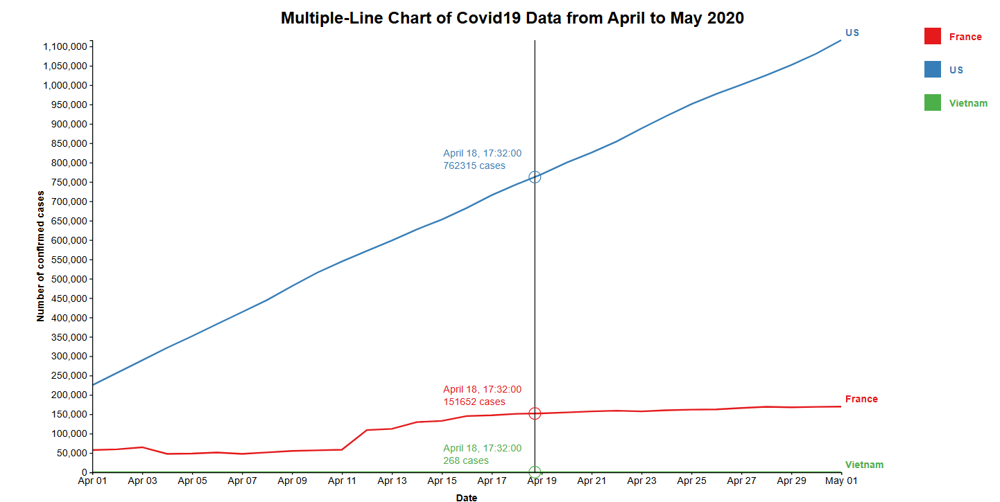 Multiple-Line Chart of Covid19 Data from April to May 2020
US
France
US
Vietnam
1,100,000
1,050,000
1,000,000
950,000
900,000
850,000
800,000
750,000
700,000
650,000
600,000
550,000
500,000
450,000
400,000
350,000
300,000
250,000
200,000
150,000
100,000
50,000
0
Number of confirmed cases
April 18, 17:32:00
762315 cases
April 18, 17:32:00
151652 cases
France
April 18, 17:32:00
268 cases
Vietnam
Apr 01 Apr 03 Apr 05 Apr 07 Apr 09 Apr 11 Apr 13 Apr 15 Apr 17 Apr 19 Apr 21 Apr 23 Apr 25 Apr 27 Apr 29 May 01
Date